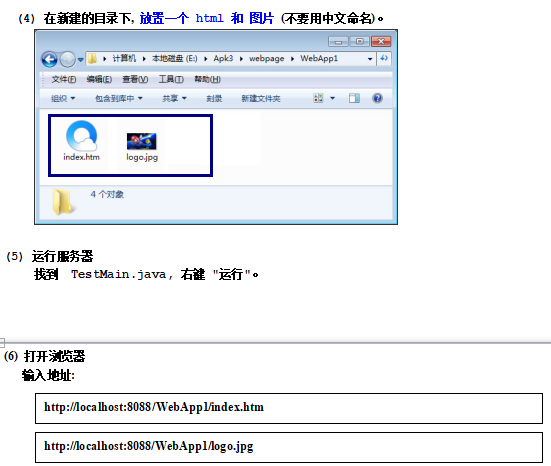 (4) 在新建的目录下, 放置一个 html 和 图片 (不要用中文命名)。
计算机 ▸ 本地磁盘 (E:) ▸ Apk3 ▸ webpage ▸ WebApp1
文件(F) 编辑(E) 查看(V) 工具(T) 帮助(H)
组织 包含到库中 共享 刻录 新建文件夹
index.htm logo.jpg
4 个对象
(5) 运行服务器
找到 TestMain.java, 右键 "运行"。
(6) 打开浏览器
输入地址:
http://localhost:8088/WebApp1/index.htm
http://localhost:8088/WebApp1/logo.jpg